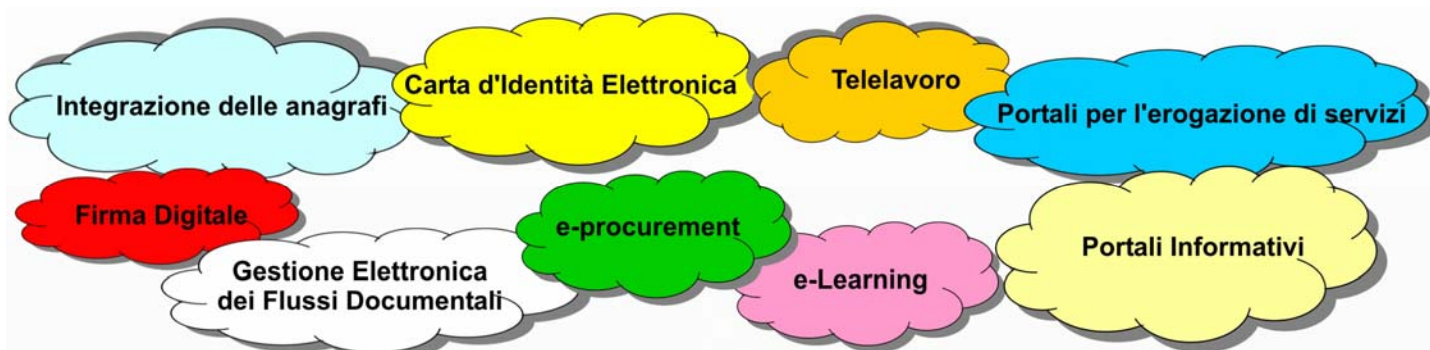 Integrazione delle anagrafi
Carta d'Identità Elettronica
Telelavoro
Portali per l'erogazione di servizi
Firma Digitale
Gestione Elettronica
dei Flussi Documentali
e-procurement
e-Learning
Portali Informativi